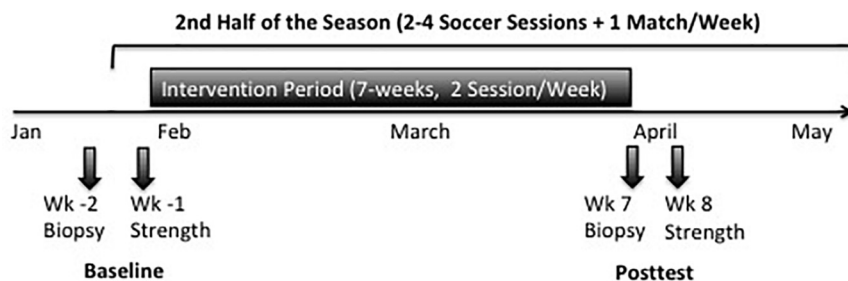 2nd Half of the Season (2-4 Soccer Sessions + 1 Match/Week)
Intervention Period (7-weeks, 2 Session/Week)
Jan Feb March April May
Wk -2 Wk -1 Wk 7 Wk 8
Biopsy Strength Biopsy Strength
Baseline Posttest